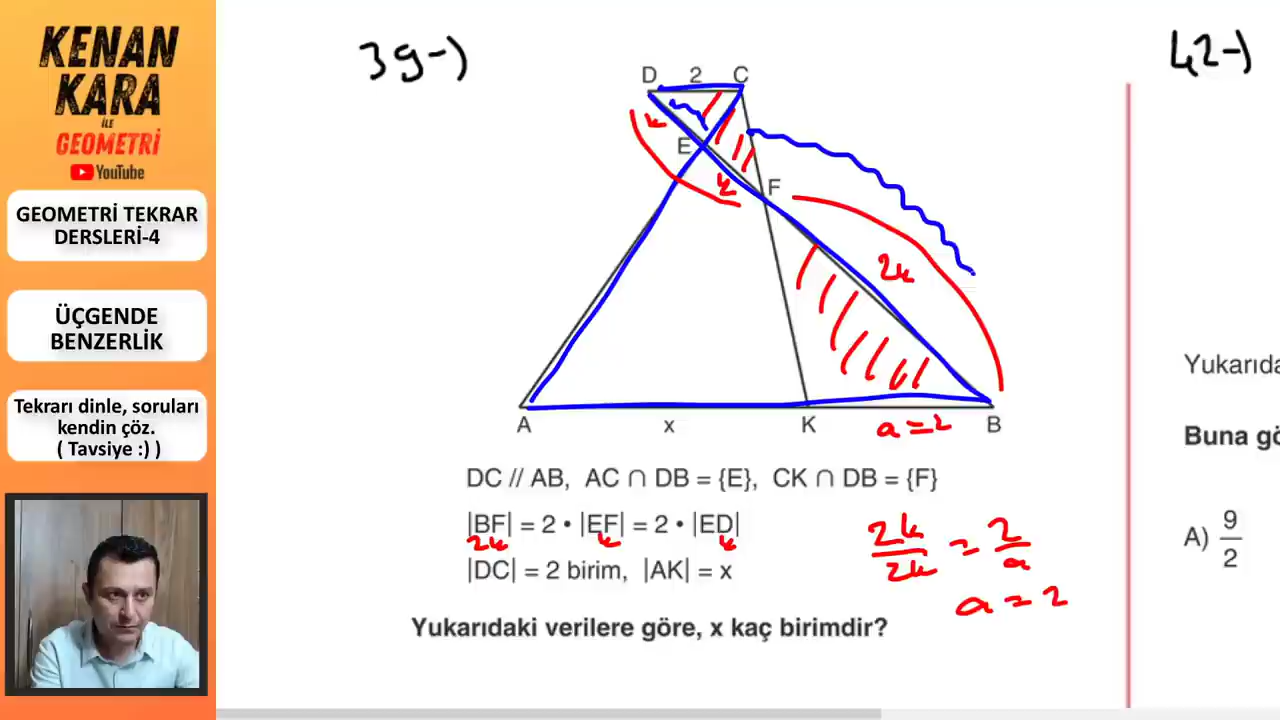 KENAN
KARA
İLE
GEOMETRİ
YouTube
GEOMETRİ TEKRAR
DERSLERİ-4
ÜÇGENDE
BENZERLİK
Tekrarı dinle, soruları
kendin çöz.
( Tavsiye :) )
39-)
42-)
D 2 C
k
E
k
F
2k
A x K a=2 B
DC // AB, AC ∩ DB = {E}, CK ∩ DB = {F}
|BF| = 2 • |EF| = 2 • |ED|
2k k k
|DC| = 2 birim, |AK| = x
2k/2k = 2/a
a = 2
Yukarıdaki verilere göre, x kaç birimdir?
Yukarıda
Buna gö
A) 9/2